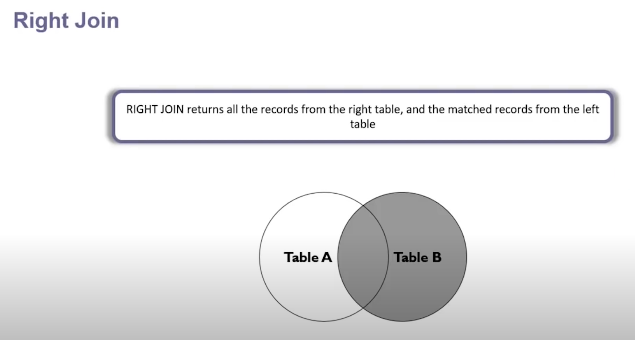 Right Join
RIGHT JOIN returns all the records from the right table, and the matched records from the left
table
Table A
Table B